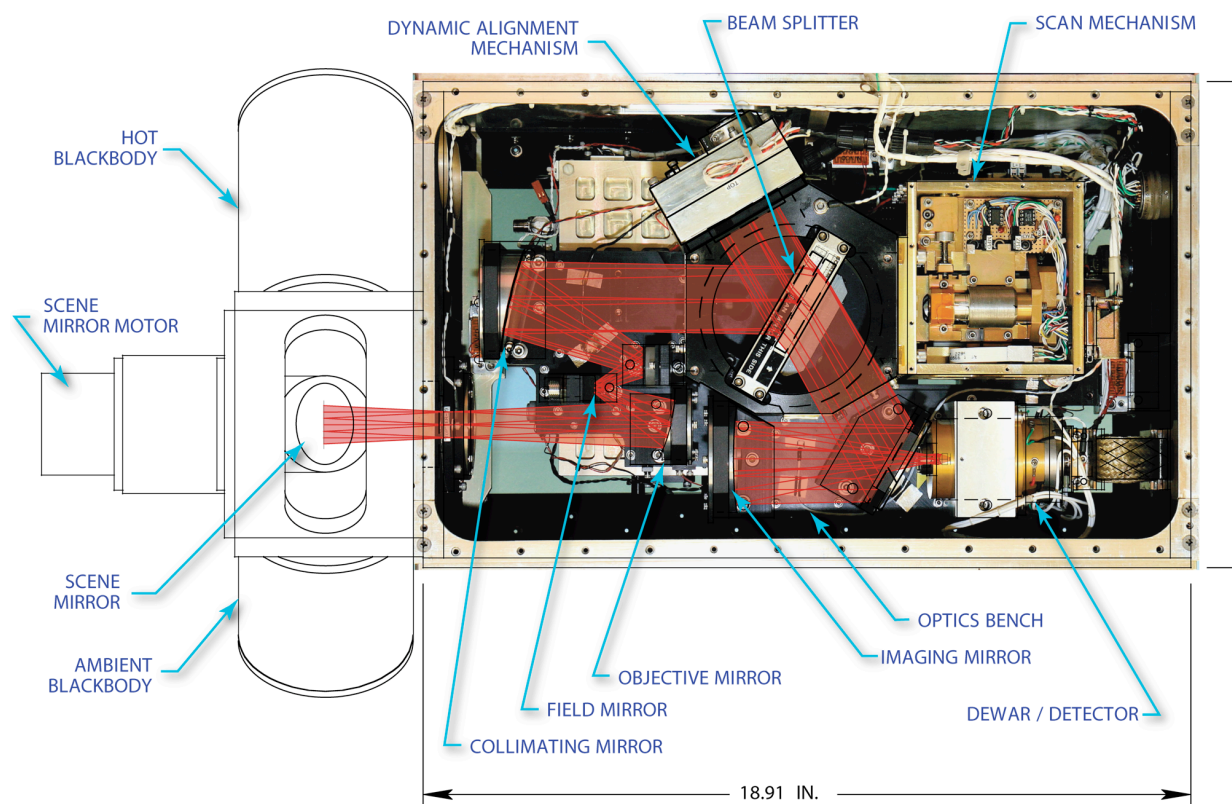 DYNAMIC ALIGNMENT
MECHANISM
BEAM SPLITTER
SCAN MECHANISM
HOT
BLACKBODY
TOP
SCENE
MIRROR MOTOR
THIS SIDE
SCENE
MIRROR
AMBIENT
BLACKBODY
OPTICS BENCH
IMAGING MIRROR
OBJECTIVE MIRROR
FIELD MIRROR
DEWAR / DETECTOR
COLLIMATING MIRROR
18.91 IN.